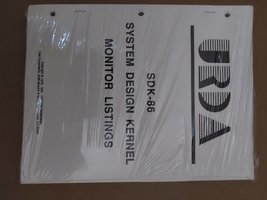 URDA
SDK-86
SYSTEM DESIGN KERNEL
MONITOR LISTINGS